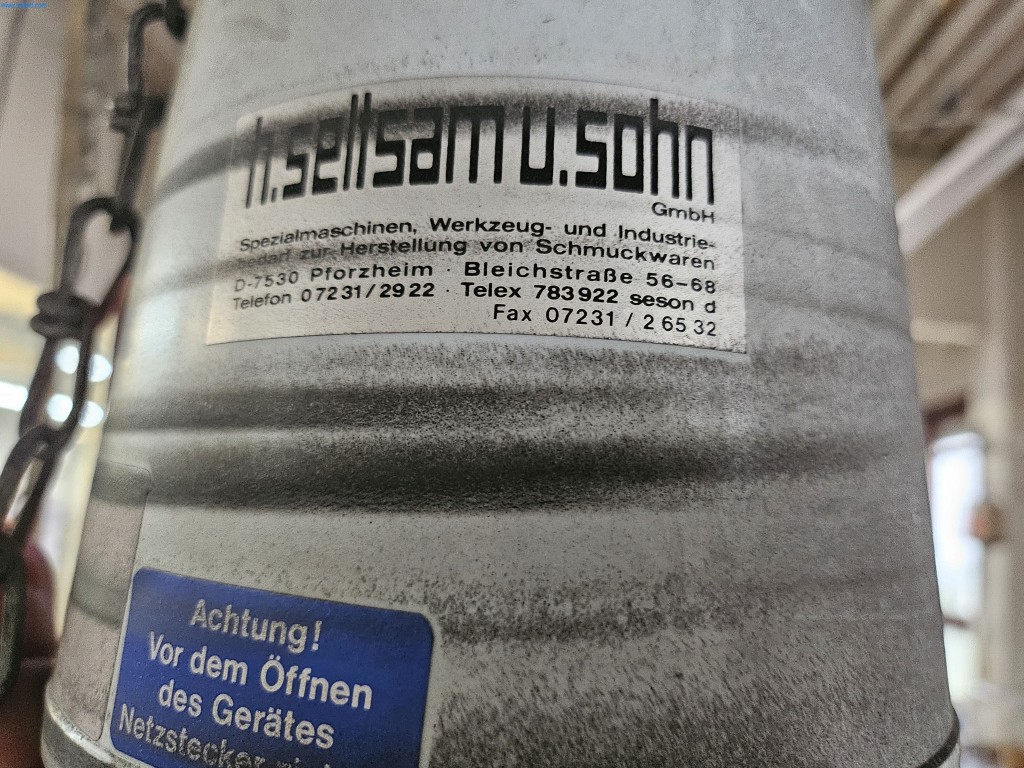 h.seltsam u.sohn
GmbH
Spezialmaschinen, Werkzeug- und Industrie-
bedarf zur Herstellung von Schmuckwaren
D-7530 Pforzheim · Bleichstraße 56-68
Telefon 07231/2922 · Telex 783922 seson d
Fax 07231 / 2 65 32
Achtung!
Vor dem Öffnen
des Gerätes
Netzstecker